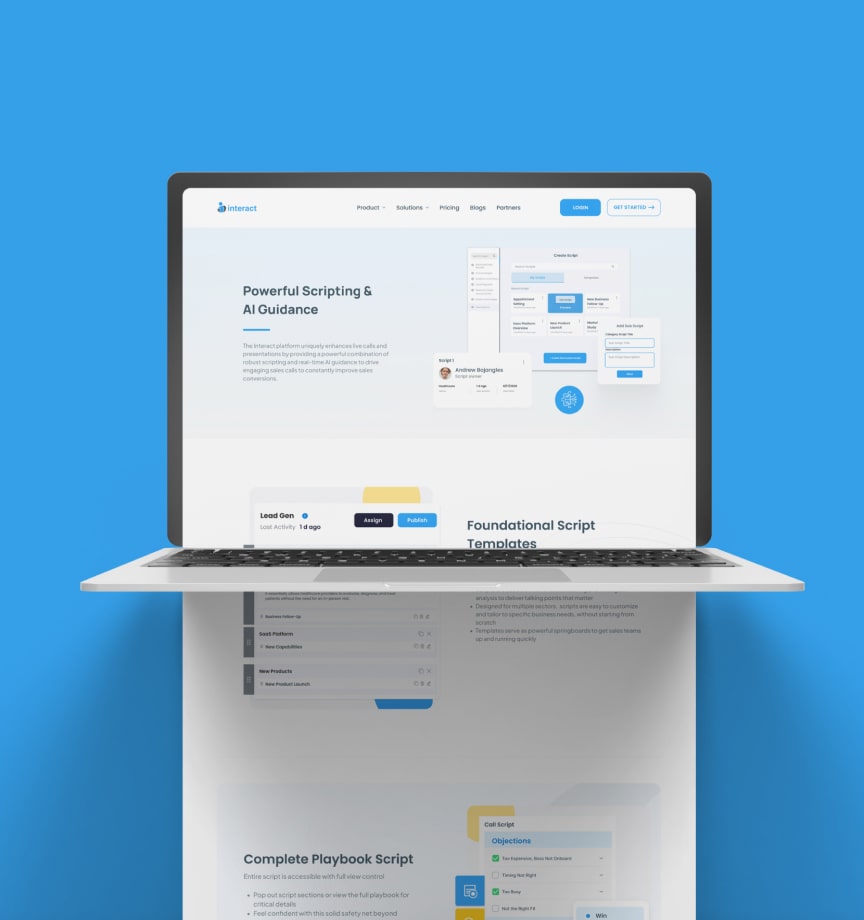 interact
Product
Solutions
Pricing
Blogs
Partners
LOGIN
GET STARTED
Powerful Scripting &
AI Guidance
The Interact platform uniquely enhances live calls and
presentations by providing a powerful combination of
robust scripting and real-time AI guidance to drive
engaging sales calls to constantly improve sales
conversions.
Create Script
Appointment
Setting
New Business
Follow-Up
New Product
Launch
Add Sub Script
Category Script Title
Script 1
Andrew Bojangles
Script owner
Healthcare
1 d ago
Lead Gen
Last Activity 1 d ago
Assign
Publish
Foundational Script
Templates
analysis to deliver talking points that matter
• Designed for multiple sectors, scripts are easy to customize
and tailor to specific business needs, without starting from
scratch
• Templates serve as powerful springboards to get sales teams
up and running quickly
Business Follow-Up
SaaS Platform
New Capabilities
New Products
New Product Launch
Complete Playbook Script
Entire script is accessible with full view control
• Pop out script sections or view the full playbook for
critical details
• Feel confident with this solid safety net beyond
Call Script
Objections
Too Expensive, Does Not Onboard
Timing Not Right
Too Busy
Not the Right Fit
Win